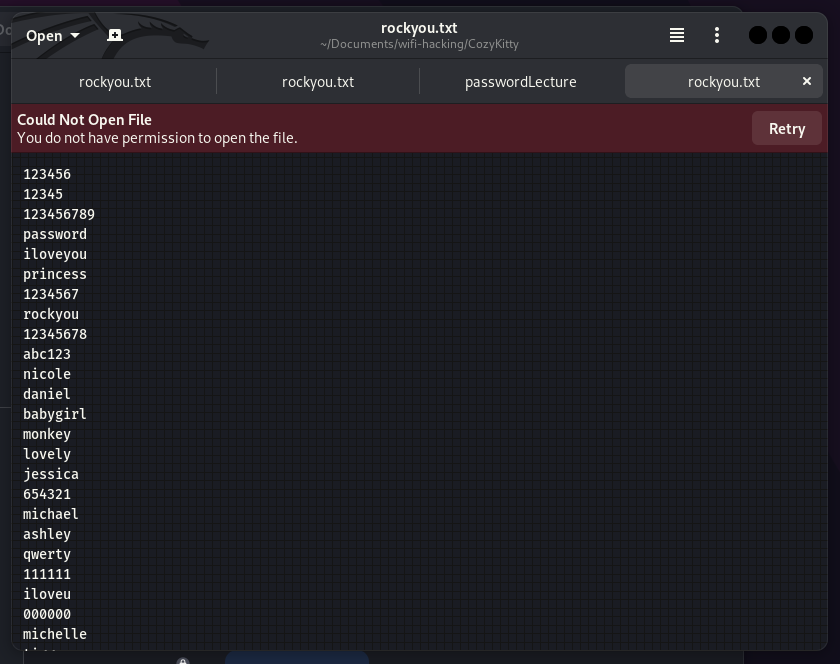 Open
rockyou.txt
~/Documents/wifi-hacking/CozyKitty
rockyou.txt
rockyou.txt
passwordLecture
rockyou.txt
Could Not Open File
You do not have permission to open the file.
Retry
123456
12345
123456789
password
iloveyou
princess
1234567
rockyou
12345678
abc123
nicole
daniel
babygirl
monkey
lovely
jessica
654321
michael
ashley
qwerty
111111
iloveu
000000
michelle